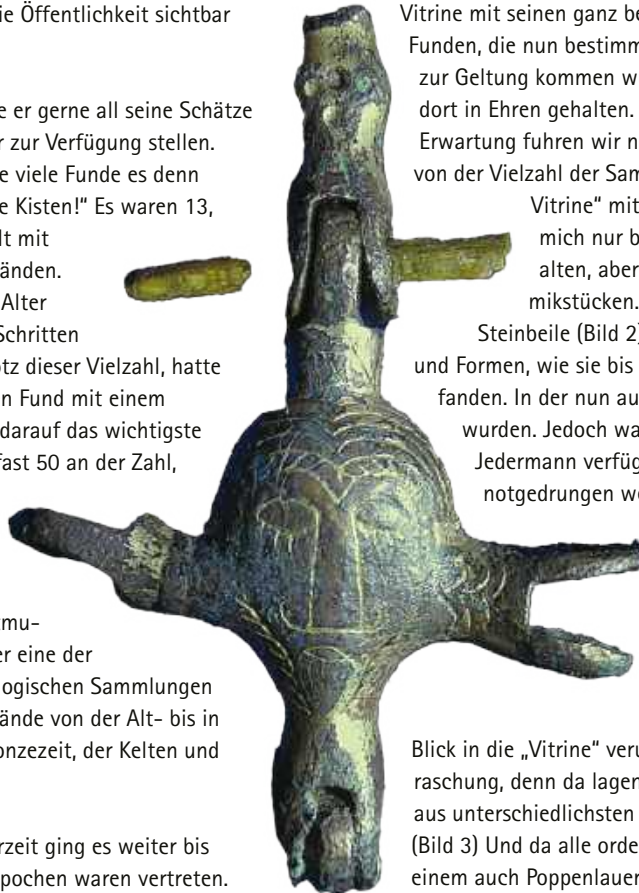 ie Öffentlichkeit sichtbar
e er gerne all seine Schätze
r zur Verfügung stellen.
e viele Funde es denn
e Kisten!“ Es waren 13,
lt mit
änden.
Alter
Schritten
tz dieser Vielzahl, hatte
n Fund mit einem
darauf das wichtigste
fast 50 an der Zahl,
tmu-
er eine der
logischen Sammlungen
ände von der Alt- bis in
onzezeit, der Kelten und
rzeit ging es weiter bis
pochen waren vertreten.
Vitrine mit seinen ganz be
Funden, die nun bestimm
zur Geltung kommen w
dort in Ehren gehalten.
Erwartung fuhren wir n
von der Vielzahl der Sam
Vitrine“ mit
mich nur b
alten, aber
mikstücken.
Steinbeile (Bild 2)
und Formen, wie sie bis
fanden. In der nun au
wurden. Jedoch wa
Jedermann verfüg
notgedrungen we
Blick in die „Vitrine“ veru
raschung, denn da lagen
aus unterschiedlichsten
(Bild 3) Und da alle orde
einem auch Poppenlauer